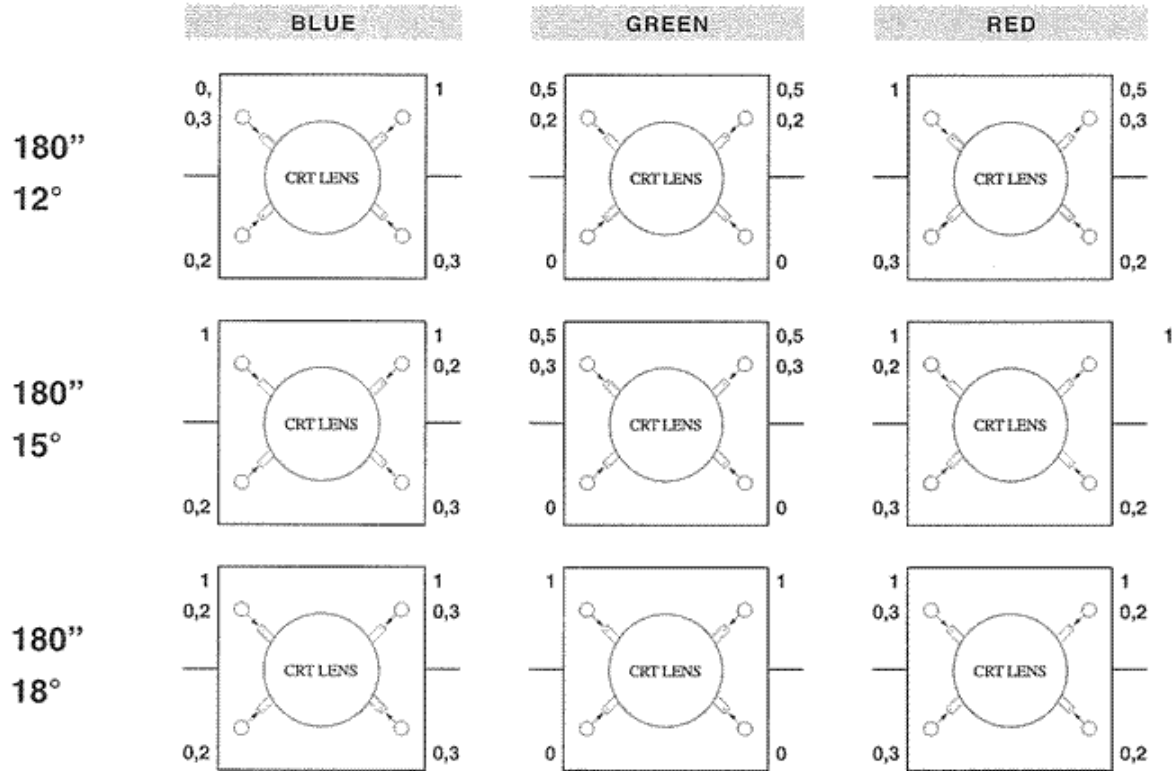 BLUE GREEN RED
180” 12°
0, 1 0,5 0,5 1 0,5
0,3 0,2 0,2 0,3
CRT LENS CRT LENS CRT LENS
0,2 0,3 0 0 0,3 0,2
180” 15°
1 1 0,5 0,5 1 1
0,2 0,3 0,3 0,2
CRT LENS CRT LENS CRT LENS
0,2 0,3 0 0 0,3 0,2
180” 18°
1 1 1 1 1 1
0,2 0,3 0,3 0,2
CRT LENS CRT LENS CRT LENS
0,2 0,3 0 0 0,3 0,2